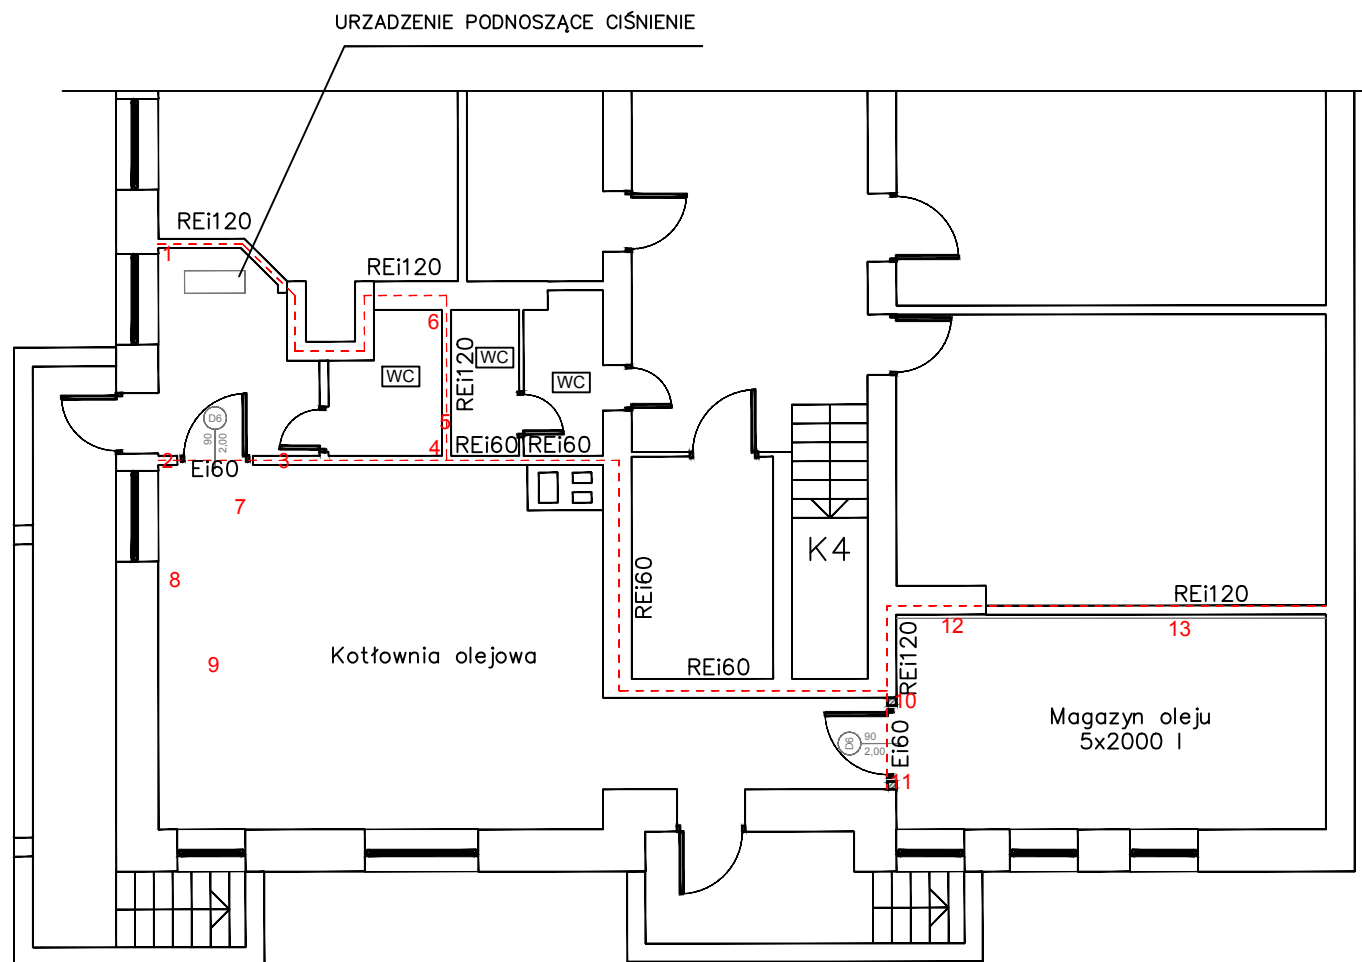 URZADZENIE PODNOSZĄCE CIŚNIENIE
REi120
1
REi120
6
REi120
WC
WC
WC
D6
90
2,00
5
4
REi60
REi60
2
Ei60
3
7
8
9
Kotłownia olejowa
REi60
REi60
K4
REi120
12
13
REi120
10
Magazyn oleju
5x2000 l
D6
90
2,00
Ei60
11